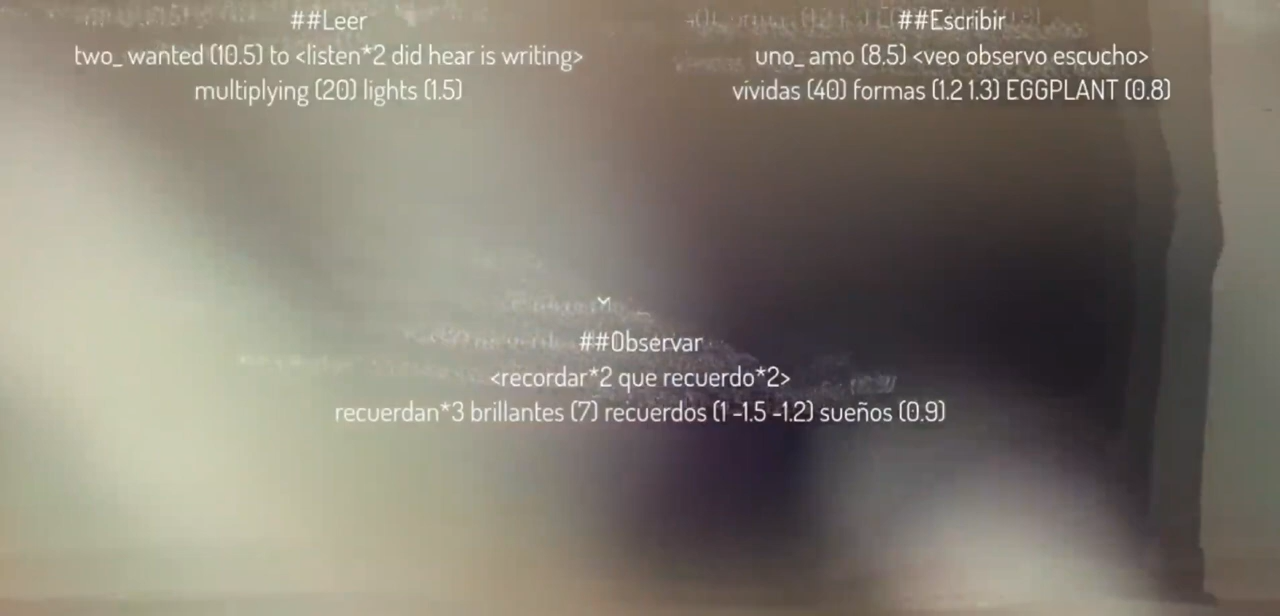 ##Leer
two_ wanted (10.5) to <listen*2 did hear is writing>
multiplying (20) lights (1.5)
##Escribir
uno_ amo (8.5) <veo observo escucho>
vívidas (40) formas (1.2 1.3) EGGPLANT (0.8)
##Observar
<recordar*2 que recuerdo*2>
recuerdan*3 brillantes (7) recuerdos (1 -1.5 -1.2) sueños (0.9)